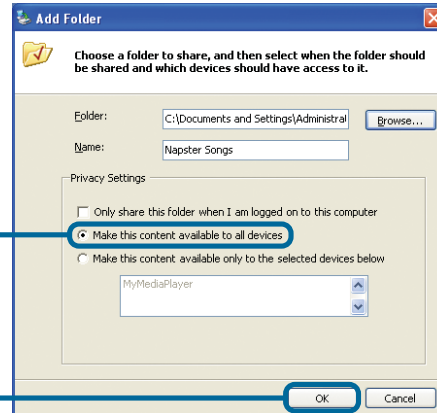 Add Folder
Choose a folder to share, and then select when the folder should
be shared and which devices should have access to it.
Folder:
C:\Documents and Settings\Administrat
Browse...
Name:
Napster Songs
Privacy Settings
Only share this folder when I am logged on to this computer
Make this content available to all devices
Make this content available only to the selected devices below
MyMediaPlayer
OK
Cancel